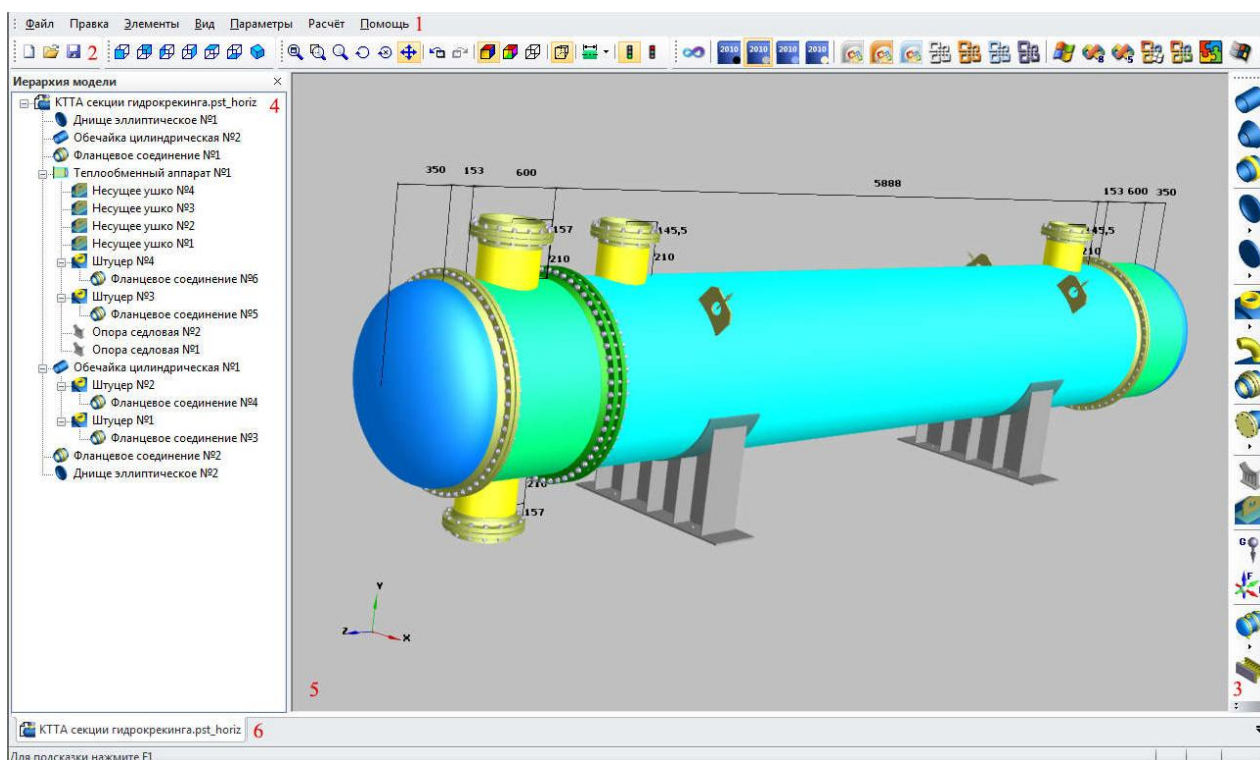 Файл Правка Элементы Вид Параметры Расчёт Помощь 1
2 2010 2010 2010 2010
Иерархия модели
КТТА секции гидрокрекинга.pst_horiz 4
Днище эллиптическое №1
Обечайка цилиндрическая №2
Фланцевое соединение №1
Теплообменный аппарат №1
Несущее ушко №4
Несущее ушко №3
Несущее ушко №2
Несущее ушко №1
Штуцер №4
Фланцевое соединение №6
Штуцер №3
Фланцевое соединение №5
Опора седловая №2
Опора седловая №1
Обечайка цилиндрическая №1
Штуцер №2
Фланцевое соединение №4
Штуцер №1
Фланцевое соединение №3
Фланцевое соединение №2
Днище эллиптическое №2
350 153 600 5888 153 600 350
157 145,5 145,5
210 210 210
210
157
Y
Z X
5
G
F
3
КТТА секции гидрокрекинга.pst_horiz 6
Для подсказки нажмите F1